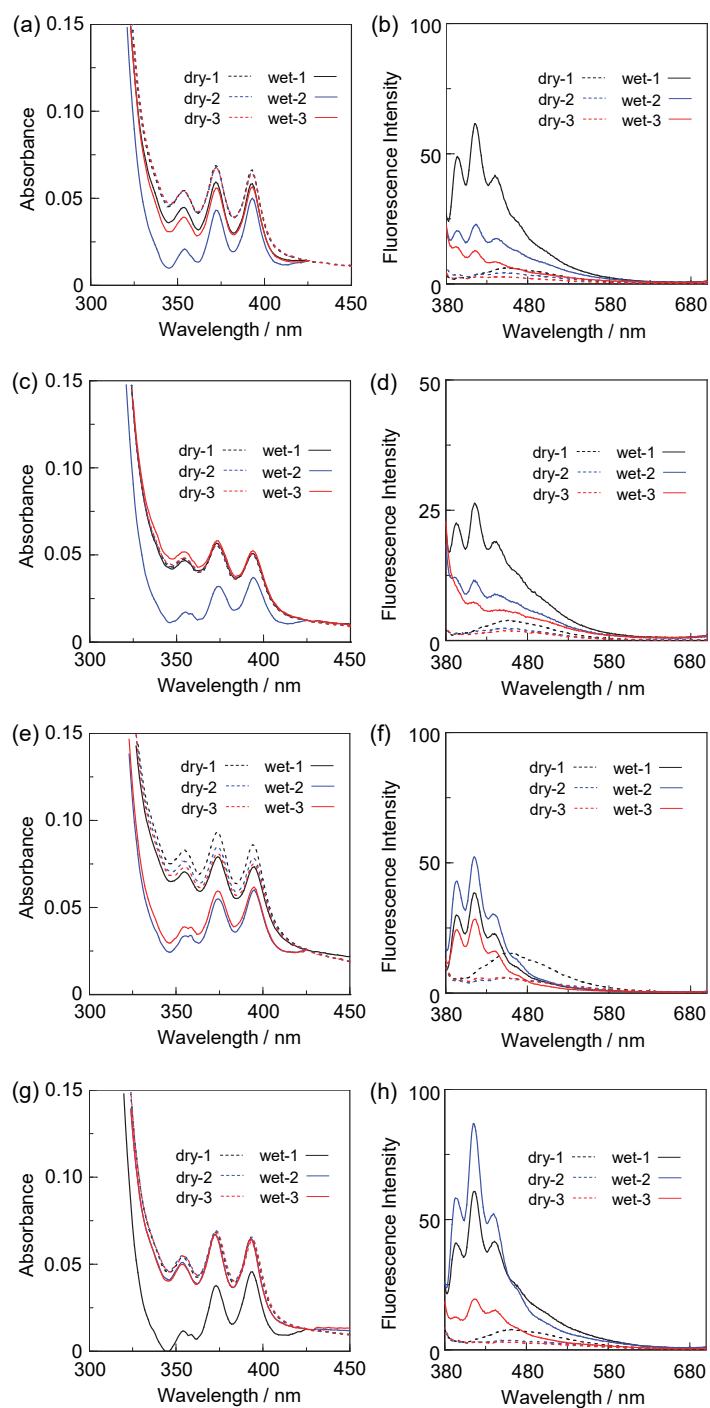 (a)
0.15
0.10
0.05
0
Absorbance
dry-1 wet-1
dry-2 wet-2
dry-3 wet-3
300 350 400 450
Wavelength / nm
(b)
100
50
0
Fluorescence Intensity
dry-1 wet-1
dry-2 wet-2
dry-3 wet-3
380 480 580 680
Wavelength / nm
(c)
0.15
0.10
0.05
0
Absorbance
dry-1 wet-1
dry-2 wet-2
dry-3 wet-3
300 350 400 450
Wavelength / nm
(d)
50
25
0
Fluorescence Intensity
dry-1 wet-1
dry-2 wet-2
dry-3 wet-3
380 480 580 680
Wavelength / nm
(e)
0.15
0.10
0.05
0
Absorbance
dry-1 wet-1
dry-2 wet-2
dry-3 wet-3
300 350 400 450
Wavelength / nm
(f)
100
50
0
Fluorescence Intensity
dry-1 wet-1
dry-2 wet-2
dry-3 wet-3
380 480 580 680
Wavelength / nm
(g)
0.15
0.10
0.05
0
Absorbance
dry-1 wet-1
dry-2 wet-2
dry-3 wet-3
300 350 400 450
Wavelength / nm
(h)
100
50
0
Fluorescence Intensity
dry-1 wet-1
dry-2 wet-2
dry-3 wet-3
380 480 580 680
Wavelength / nm